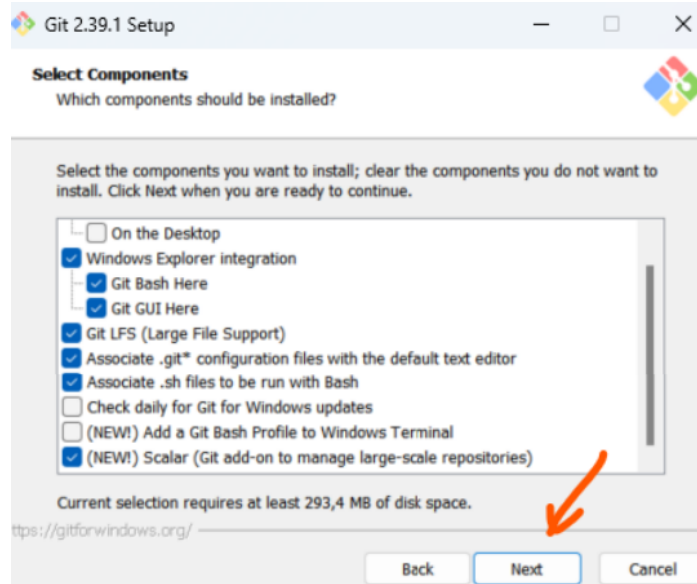 Git 2.39.1 Setup
Select Components
Which components should be installed?
Select the components you want to install; clear the components you do not want to
install. Click Next when you are ready to continue.
On the Desktop
Windows Explorer integration
Git Bash Here
Git GUI Here
Git LFS (Large File Support)
Associate .git* configuration files with the default text editor
Associate .sh files to be run with Bash
Check daily for Git for Windows updates
(NEW!) Add a Git Bash Profile to Windows Terminal
(NEW!) Scalar (Git add-on to manage large-scale repositories)
Current selection requires at least 293,4 MB of disk space.
ttps://gitforwindows.org/
Back Next Cancel